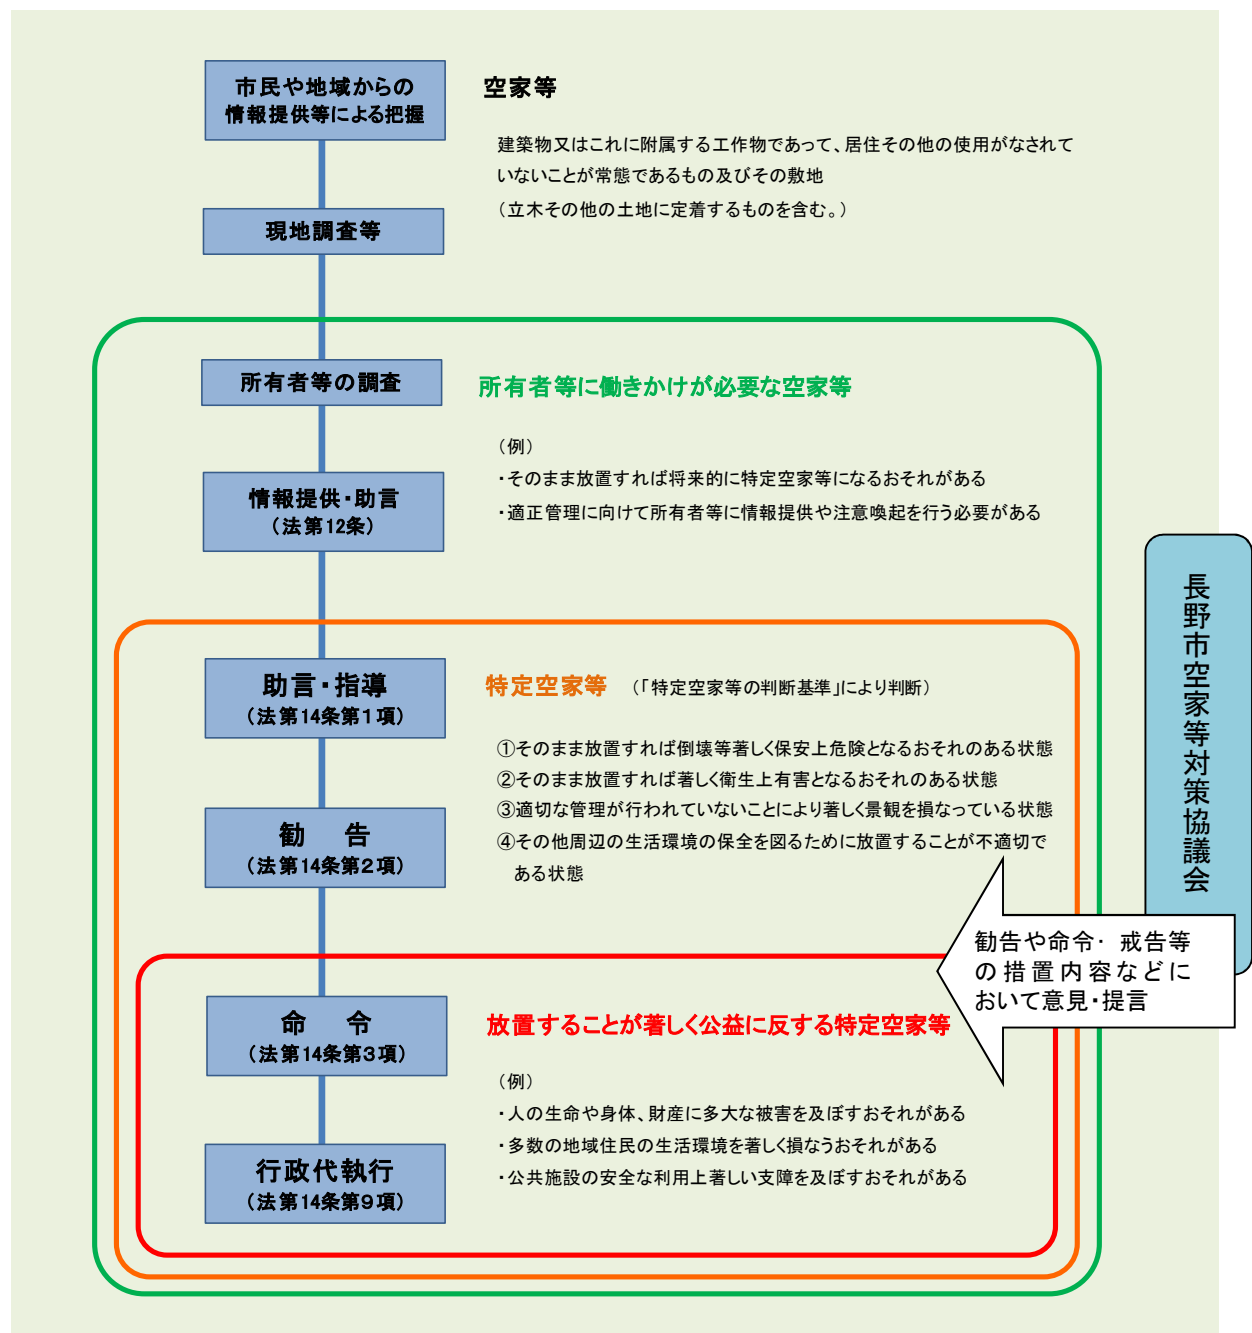 市民や地域からの
情報提供等による把握
空家等
建築物又はこれに附属する工作物であって、居住その他の使用がなされて
いないことが常態であるもの及びその敷地
（立木その他の土地に定着するものを含む。）
現地調査等
所有者等の調査
所有者等に働きかけが必要な空家等
（例）
・そのまま放置すれば将来的に特定空家等になるおそれがある
・適正管理に向けて所有者等に情報提供や注意喚起を行う必要がある
情報提供・助言
（法第12条）
助言・指導
（法第14条第１項）
特定空家等　（「特定空家等の判断基準」により判断）
①そのまま放置すれば倒壊等著しく保安上危険となるおそれのある状態
②そのまま放置すれば著しく衛生上有害となるおそれのある状態
③適切な管理が行われていないことにより著しく景観を損なっている状態
④その他周辺の生活環境の保全を図るために放置することが不適切で
ある状態
勧　告
（法第14条第２項）
命　令
（法第14条第３項）
放置することが著しく公益に反する特定空家等
（例）
・人の生命や身体、財産に多大な被害を及ぼすおそれがある
・多数の地域住民の生活環境を著しく損なうおそれがある
・公共施設の安全な利用上著しい支障を及ぼすおそれがある
行政代執行
（法第14条第９項）
長野市空家等対策協議会
勧告や命令・ 戒告等
の措置内容などに
おいて意見・提言